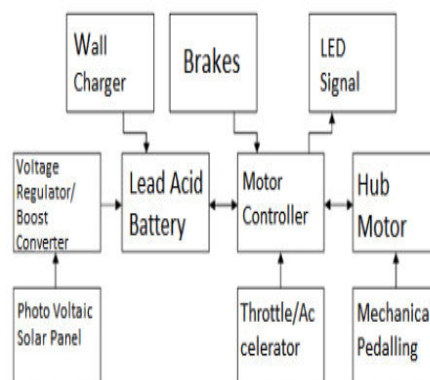 Wall
Charger
Brakes
LED
Signal
Voltage
Regulator/
Boost
Converter
Lead Acid
Battery
Motor
Controller
Hub
Motor
Photo Voltaic
Solar Panel
Throttle/Ac
celerator
Mechanical
Pedalling